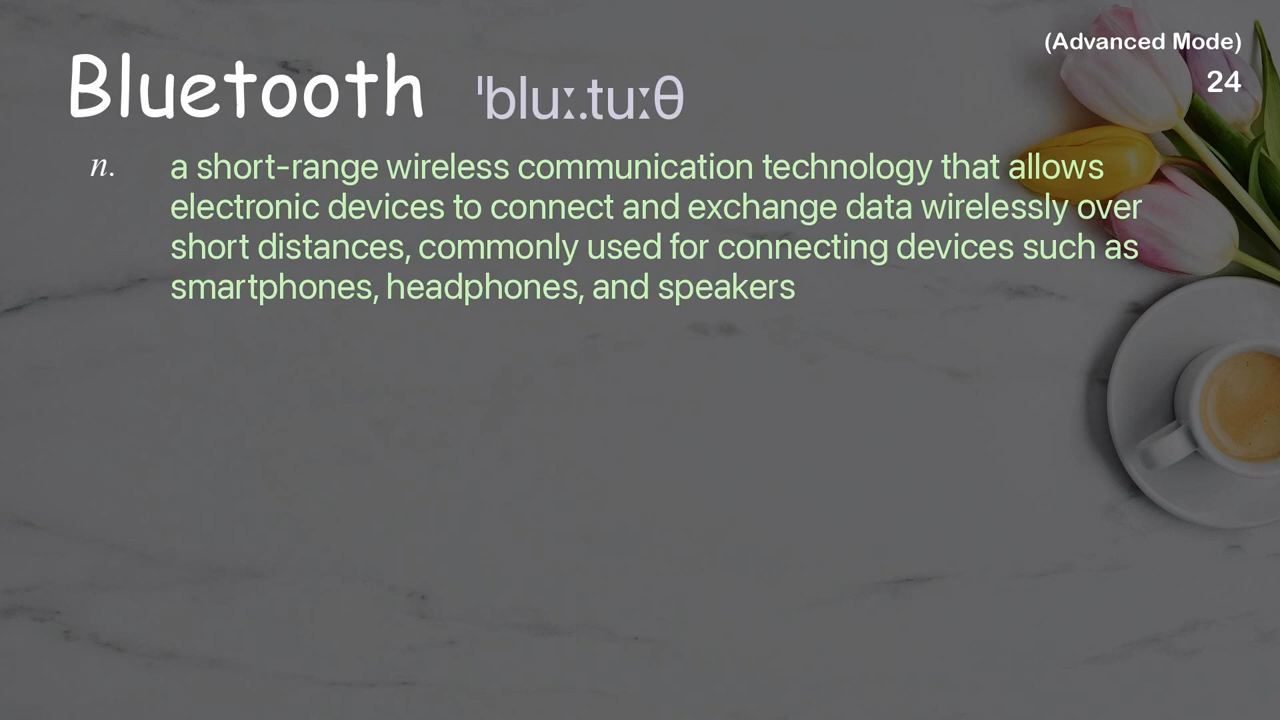 (Advanced Mode)
24
Bluetooth ˈbluː.tuːθ
n. a short-range wireless communication technology that allows
electronic devices to connect and exchange data wirelessly over
short distances, commonly used for connecting devices such as
smartphones, headphones, and speakers